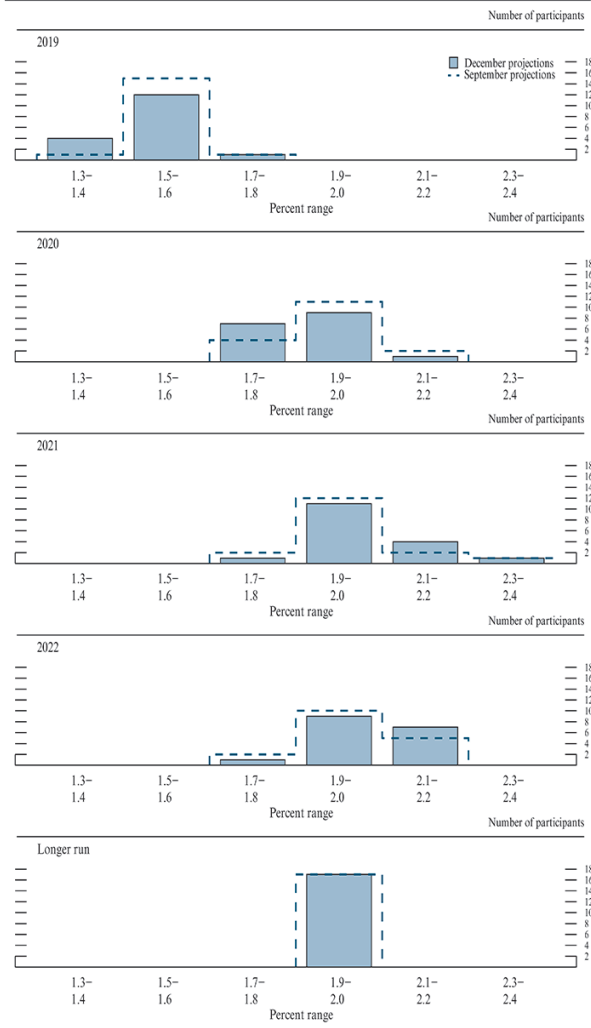 Number of participants
2019
December projections
September projections
18
16
14
12
10
8
6
4
2
1.3– 1.5– 1.7– 1.9– 2.1– 2.3–
1.4 1.6 1.8 2.0 2.2 2.4
Percent range
Number of participants
2020
18
16
14
12
10
8
6
4
2
1.3– 1.5– 1.7– 1.9– 2.1– 2.3–
1.4 1.6 1.8 2.0 2.2 2.4
Percent range
Number of participants
2021
18
16
14
12
10
8
6
4
2
1.3– 1.5– 1.7– 1.9– 2.1– 2.3–
1.4 1.6 1.8 2.0 2.2 2.4
Percent range
Number of participants
2022
18
16
14
12
10
8
6
4
2
1.3– 1.5– 1.7– 1.9– 2.1– 2.3–
1.4 1.6 1.8 2.0 2.2 2.4
Percent range
Number of participants
Longer run
18
16
14
12
10
8
6
4
2
1.3– 1.5– 1.7– 1.9– 2.1– 2.3–
1.4 1.6 1.8 2.0 2.2 2.4
Percent range